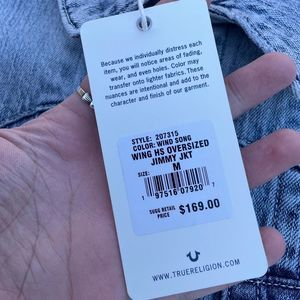 Because we individually distress each
item, you will notice areas of fading,
wear, and even holes. Color may
transfer onto lighter fabrics. These
nuances are intentional and add to the
character and finish of our garment.
STYLE: 207315
COLOR: WIND SONG
WING HS OVERSIZED
JIMMY JKT
SIZE: M
1 97516 07920 7
SUGG RETAIL
PRICE $169.00
WWW.TRUERELIGION.COM